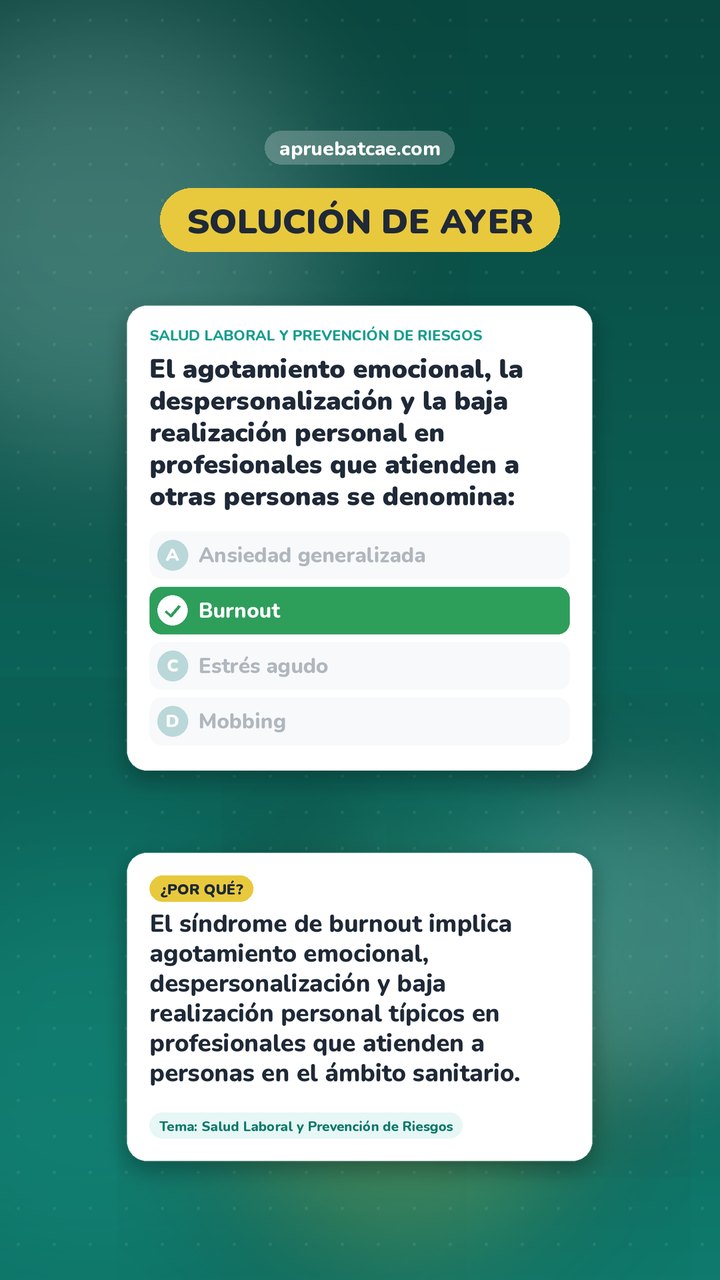 apruebatcae.com
SOLUCIÓN DE AYER
SALUD LABORAL Y PREVENCIÓN DE RIESGOS
El agotamiento emocional, la
despersonalización y la baja
realización personal en
profesionales que atienden a
otras personas se denomina:
A Ansiedad generalizada
Burnout
C Estrés agudo
D Mobbing
¿POR QUÉ?
El síndrome de burnout implica
agotamiento emocional,
despersonalización y baja
realización personal típicos en
profesionales que atienden a
personas en el ámbito sanitario.
Tema: Salud Laboral y Prevención de Riesgos